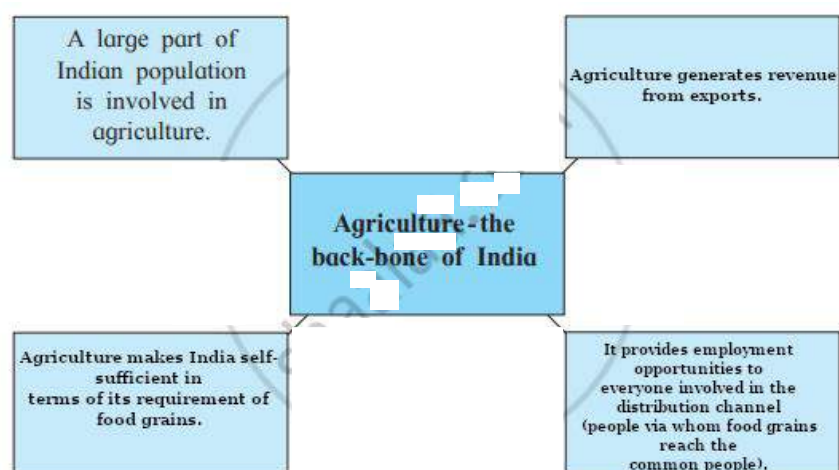 A large part of
Indian population
is involved in
agriculture.
Agriculture generates revenue
from exports.
Agriculture-the
back-bone of India
Agriculture makes India self-
sufficient in
terms of its requirement of
food grains.
It provides employment
opportunities to
everyone involved in the
distribution channel
(people via whom food grains
reach the
common people).